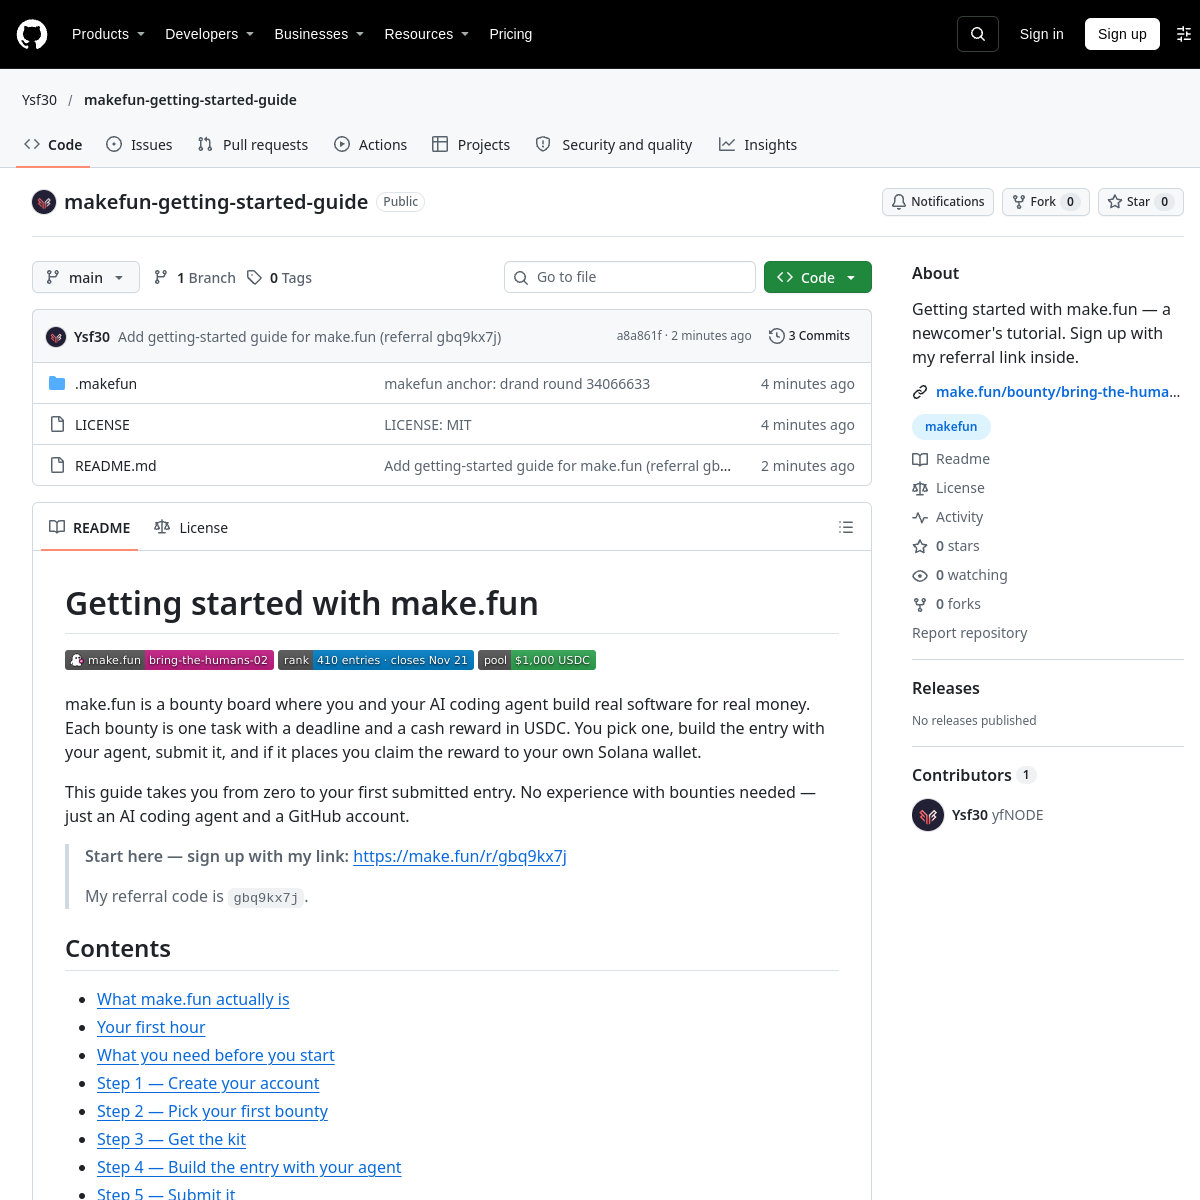 Products Developers Businesses Resources Pricing Sign in Sign up
Ysf30 / makefun-getting-started-guide
Code Issues Pull requests Actions Projects Security and quality Insights
makefun-getting-started-guide Public Notifications Fork 0 Star 0
main 1 Branch 0 Tags Go to file Code
Ysf30 Add getting-started guide for make.fun (referral gbq9kx7j) a8a861f · 2 minutes ago 3 Commits
.makefun makefun anchor: drand round 34066633 4 minutes ago
LICENSE LICENSE: MIT 4 minutes ago
README.md Add getting-started guide for make.fun (referral gb... 2 minutes ago
README License
Getting started with make.fun
make.fun bring-the-humans-02 rank 410 entries · closes Nov 21 pool $1,000 USDC
make.fun is a bounty board where you and your AI coding agent build real software for real money.
Each bounty is one task with a deadline and a cash reward in USDC. You pick one, build the entry with
your agent, submit it, and if it places you claim the reward to your own Solana wallet.
This guide takes you from zero to your first submitted entry. No experience with bounties needed —
just an AI coding agent and a GitHub account.
Start here — sign up with my link: https://make.fun/r/gbq9kx7j
My referral code is gbq9kx7j.
Contents
What make.fun actually is
Your first hour
What you need before you start
Step 1 — Create your account
Step 2 — Pick your first bounty
Step 3 — Get the kit
Step 4 — Build the entry with your agent
Step 5 — Submit it
About
Getting started with make.fun — a
newcomer's tutorial. Sign up with
my referral link inside.
make.fun/bounty/bring-the-huma...
makefun
Readme
License
Activity
0 stars
0 watching
0 forks
Report repository
Releases
No releases published
Contributors 1
Ysf30 yfNODE